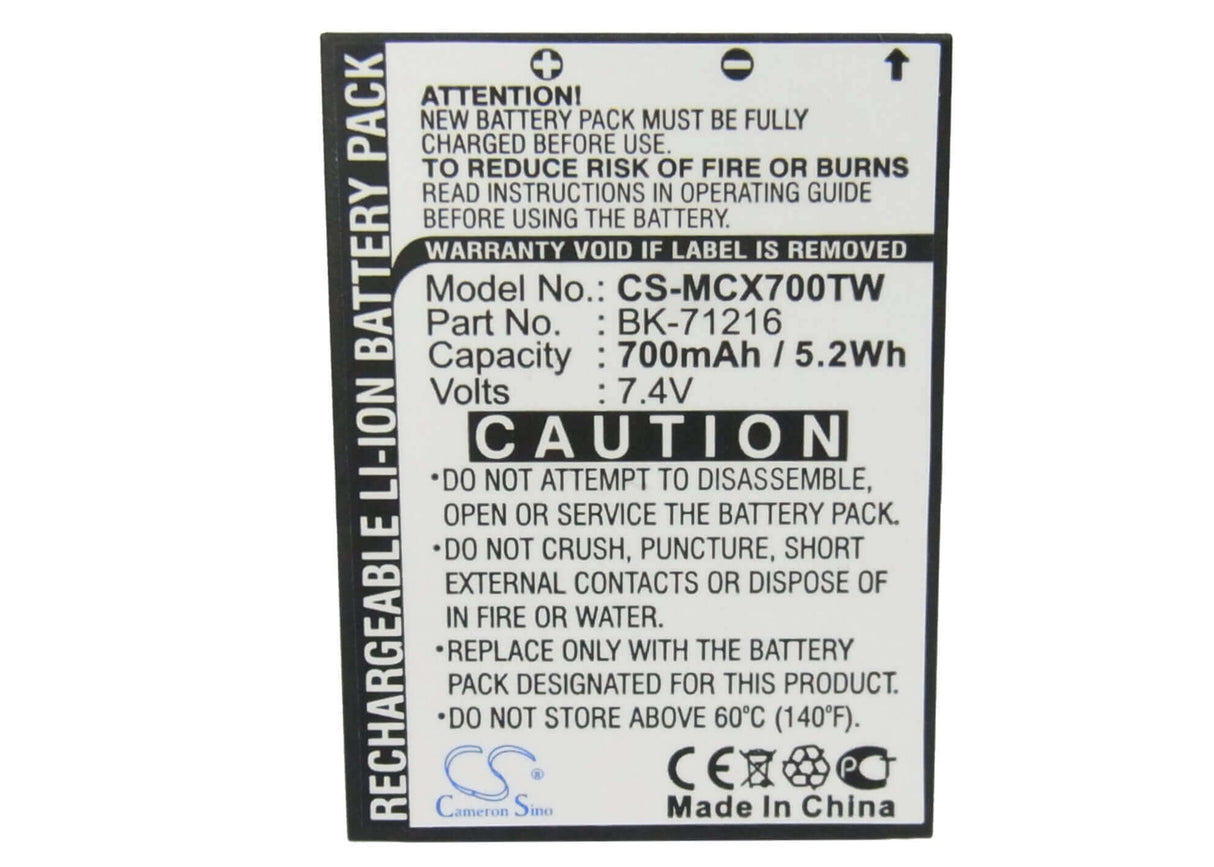 RECHARGEABLE LI-ION BATTERY PACK
ATTENTION!
NEW BATTERY PACK MUST BE FULLY
CHARGED BEFORE USE.
TO REDUCE RISK OF FIRE OR BURNS
READ INSTRUCTIONS IN OPERATING GUIDE
BEFORE USING THE BATTERY.
WARRANTY VOID IF LABEL IS REMOVED
Model No.: CS-MCX700TW
Part No. : BK-71216
Capacity : 700mAh / 5.2Wh
Volts : 7.4V
CAUTION
•DO NOT ATTEMPT TO DISASSEMBLE,
OPEN OR SERVICE THE BATTERY PACK.
•DO NOT CRUSH, PUNCTURE, SHORT
EXTERNAL CONTACTS OR DISPOSE OF
IN FIRE OR WATER.
•REPLACE ONLY WITH THE BATTERY
PACK DESIGNATED FOR THIS PRODUCT.
•DO NOT STORE ABOVE 60°C (140°F).
CS®
Cameron Sino
CE PCT
Made In China